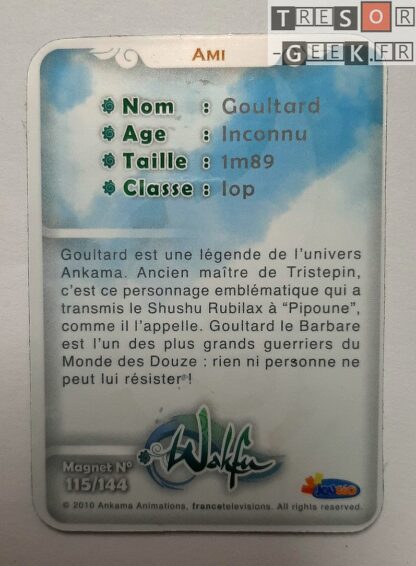 TRESOR
-GEEK.FR
AMI
Nom : Goultard
Age : Inconnu
Taille : 1m89
Classe : Iop
Goultard est une légende de l'univers
Ankama. Ancien maître de Tristepin,
c'est ce personnage emblématique qui a
transmis le Shushu Rubilax à "Pipoune",
comme il l'appelle. Goultard le Barbare
est l'un des plus grands guerriers du
Monde des Douze : rien ni personne ne
peut lui résister !
Wakfu
Magnet N°
115/144
© 2010 Ankama Animations, francetelevisions. All rights reserved.